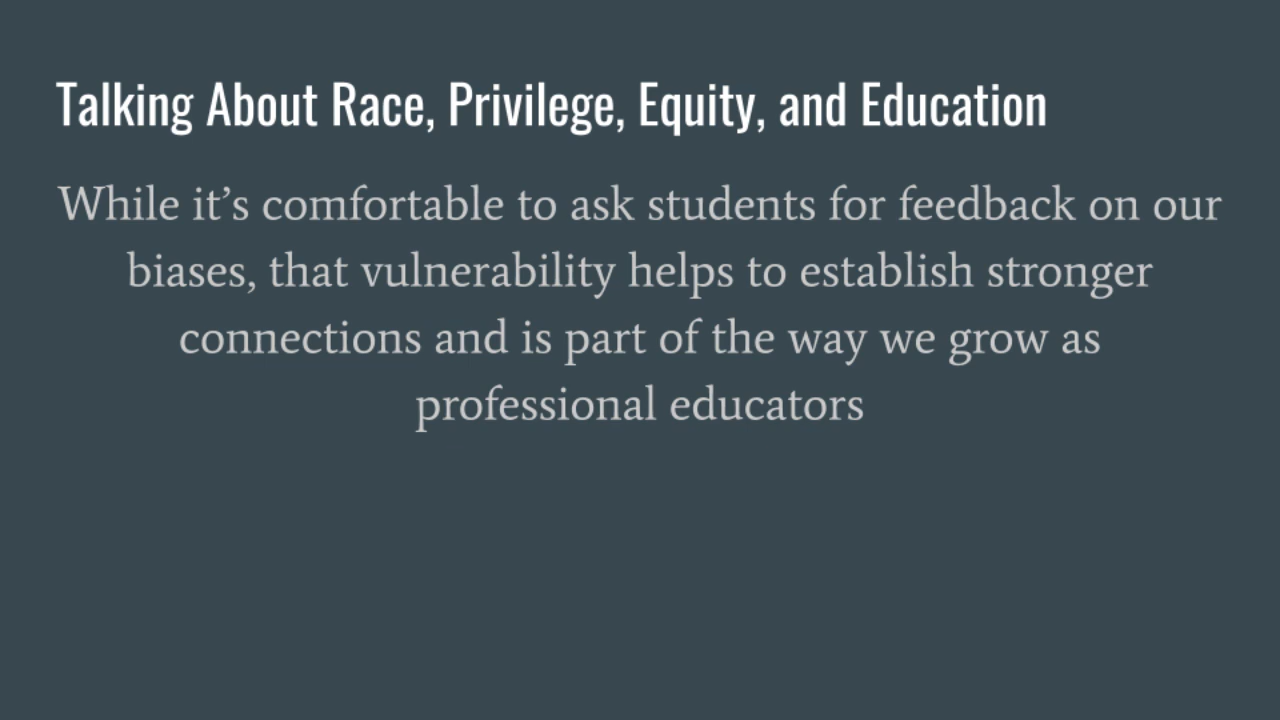 Talking About Race, Privilege, Equity, and Education
While it’s comfortable to ask students for feedback on our
biases, that vulnerability helps to establish stronger
connections and is part of the way we grow as
professional educators